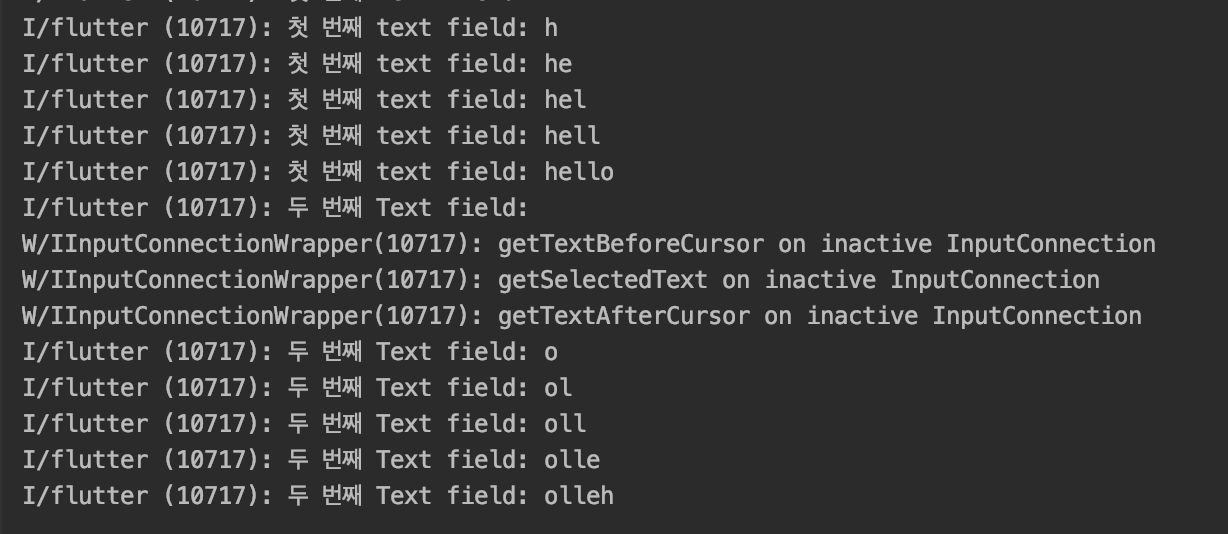 I/flutter (10717): 첫 번째 text field: h
I/flutter (10717): 첫 번째 text field: he
I/flutter (10717): 첫 번째 text field: hel
I/flutter (10717): 첫 번째 text field: hell
I/flutter (10717): 첫 번째 text field: hello
I/flutter (10717): 두 번째 Text field:
W/IInputConnectionWrapper(10717): getTextBeforeCursor on inactive InputConnection
W/IInputConnectionWrapper(10717): getSelectedText on inactive InputConnection
W/IInputConnectionWrapper(10717): getTextAfterCursor on inactive InputConnection
I/flutter (10717): 두 번째 Text field: o
I/flutter (10717): 두 번째 Text field: ol
I/flutter (10717): 두 번째 Text field: oll
I/flutter (10717): 두 번째 Text field: olle
I/flutter (10717): 두 번째 Text field: olleh